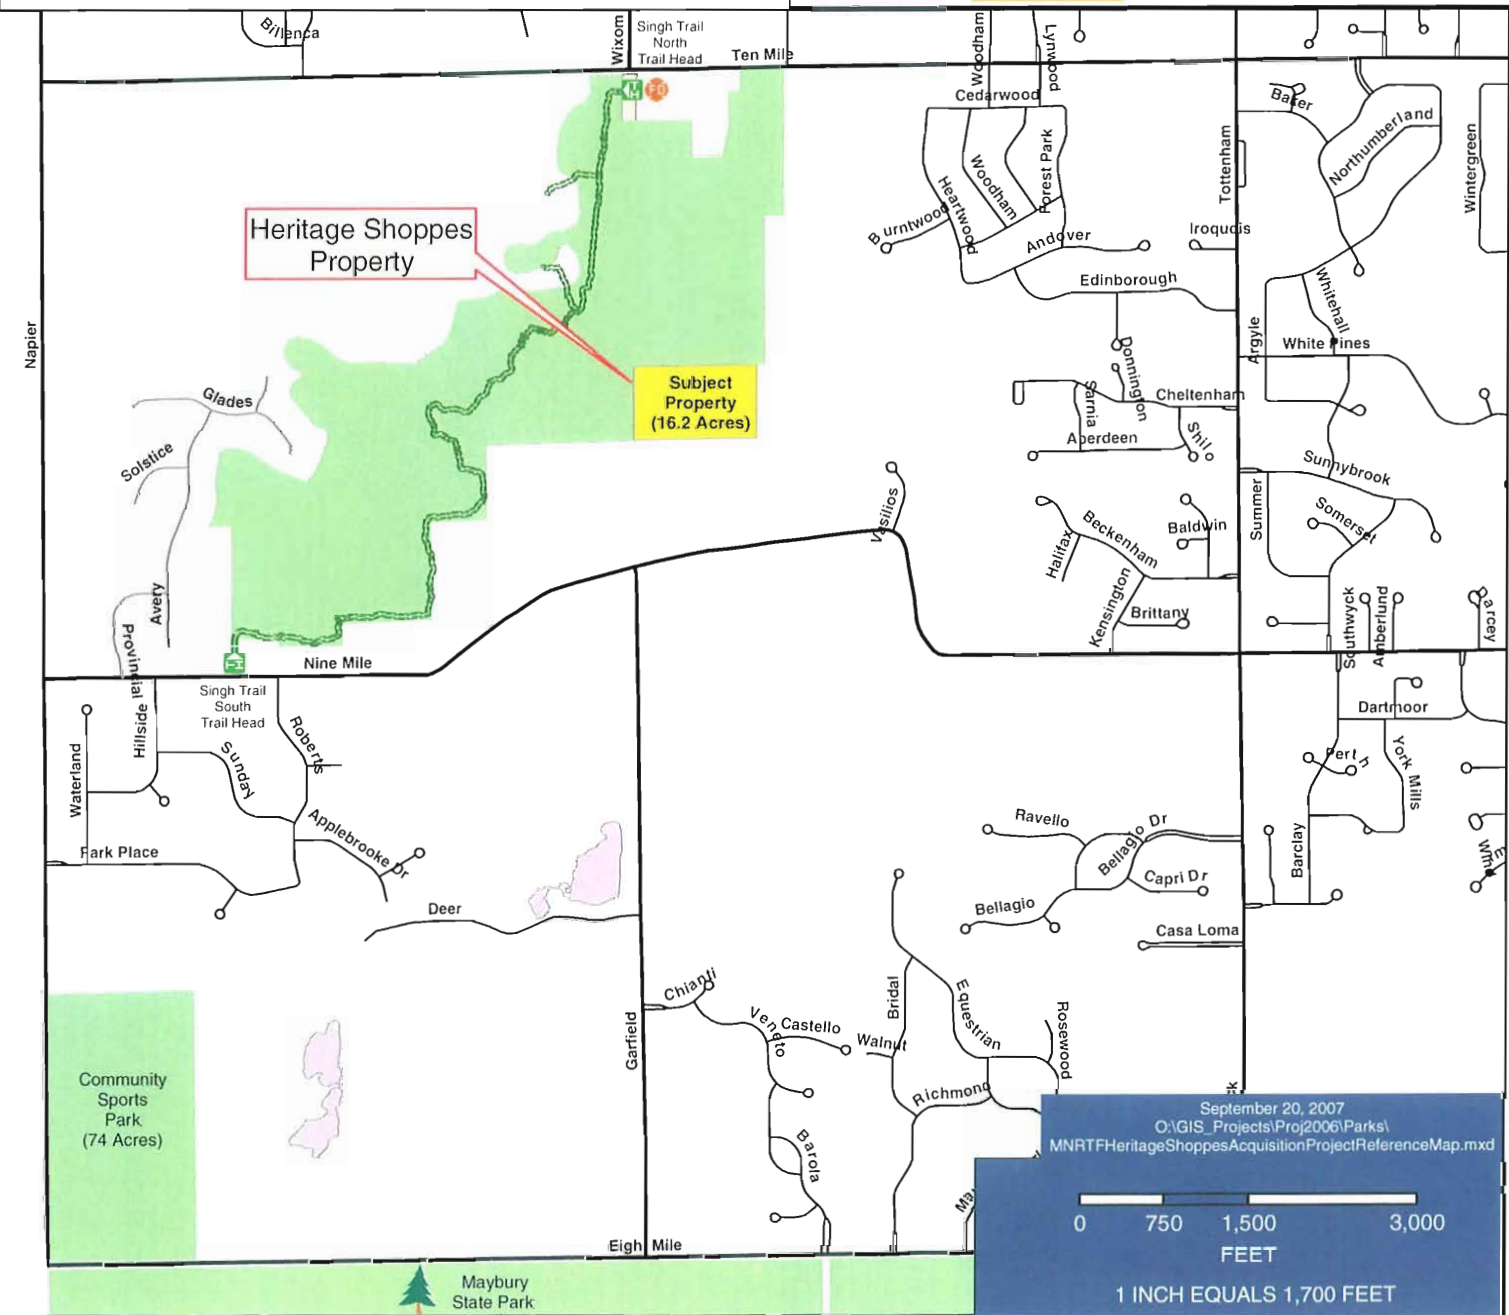 Billenca
Wixom
Singh Trail
North
Trail Head
Ten Mile
Woodham
Lynwood
Cedarwood
Baker
Northumberland
Wintergreen
Tottenham
TH
FD
Heartwood
Woodham
Forest Park
Burntwood
Andover
Iroquois
Heritage Shoppes
Property
Edinborough
Whitehall
Napier
Argyle
White Pines
Donnington
Subject
Property
(16.2 Acres)
Glades
Sarnia
Cheltenham
Shilo
Aberdeen
Solstice
Sunnybrook
Vasilios
Summer
Somerset
Beckenham
Baldwin
Halifax
Kensington
Brittany
Avery
Provincial
Southwyck
Amberlund
Darcey
TH
Nine Mile
Singh Trail
South
Trail Head
Hillside
Roberts
Sunday
Waterland
Dartmoor
Perth
York Mills
Park Place
Applebrooke Dr
Ravello
Bellagio Dr
Capri Dr
Barclay
Deer
Bellagio
Casa Loma
Chianti
Veneto
Castello
Walnut
Bridal
Equestrian
Rosewood
Garfield
Richmond
Barola
Community
Sports
Park
(74 Acres)
September 20, 2007
O:\GIS_Projects\Proj2006\Parks\
MNRTFHeritageShoppesAcquisitionProjectReferenceMap.mxd
0 750 1,500 3,000
FEET
1 INCH EQUALS 1,700 FEET
Eigh Mile
Maybury
State Park